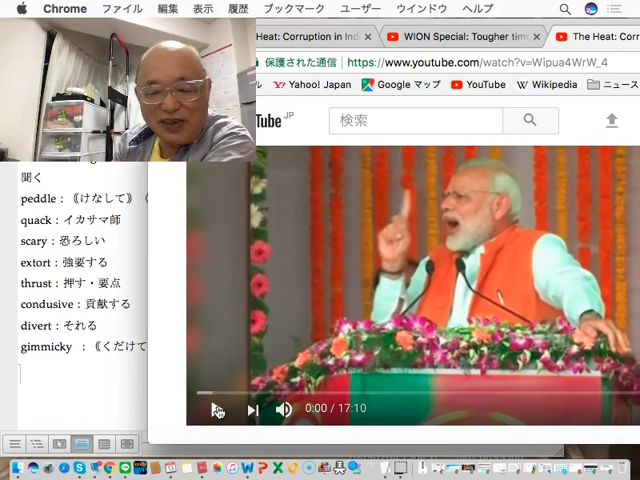 Chrome ファイル 編集 表示 履歴 ブックマーク ユーザー ウインドウ ヘルプ
Heat: Corruption in Ind
WION Special: Tougher time
The Heat: Corr
保護された通信 https://www.youtube.com/watch?v=Wipua4WrW_4
Yahoo! Japan Google マップ YouTube Wikipedia ニュース
Tube JP 検索
聞く
peddle：《けなして》
quack：イカサマ師
scary：恐ろしい
extort：強要する
thrust：押す・要点
condusive：貢献する
divert：それる
gimmicky ：《くだけて
0:00 / 17:10